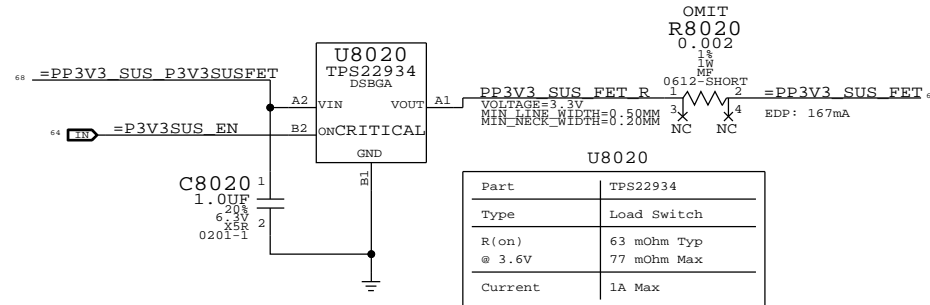 OMIT
R8020
0.002
1%
1W
MF
0612-SHORT
U8020
TPS22934
DSBGA
68 =PP3V3_SUS_P3V3SUSFET
A2 VIN VOUT A1
PP3V3_SUS_FET_R 1 2 =PP3V3_SUS_FET 6
VOLTAGE=3.3V
MIN_LINE_WIDTH=0.50MM
MIN_NECK_WIDTH=0.20MM
3 4
NC NC
EDP: 167mA
64 IN =P3V3SUS_EN B2 ON CRITICAL
GND
B1
C8020 1
1.0UF
20%
6.3V
X5R 2
0201-1
U8020
Part TPS22934
Type Load Switch
R(on) 63 mOhm Typ
@ 3.6V 77 mOhm Max
Current 1A Max